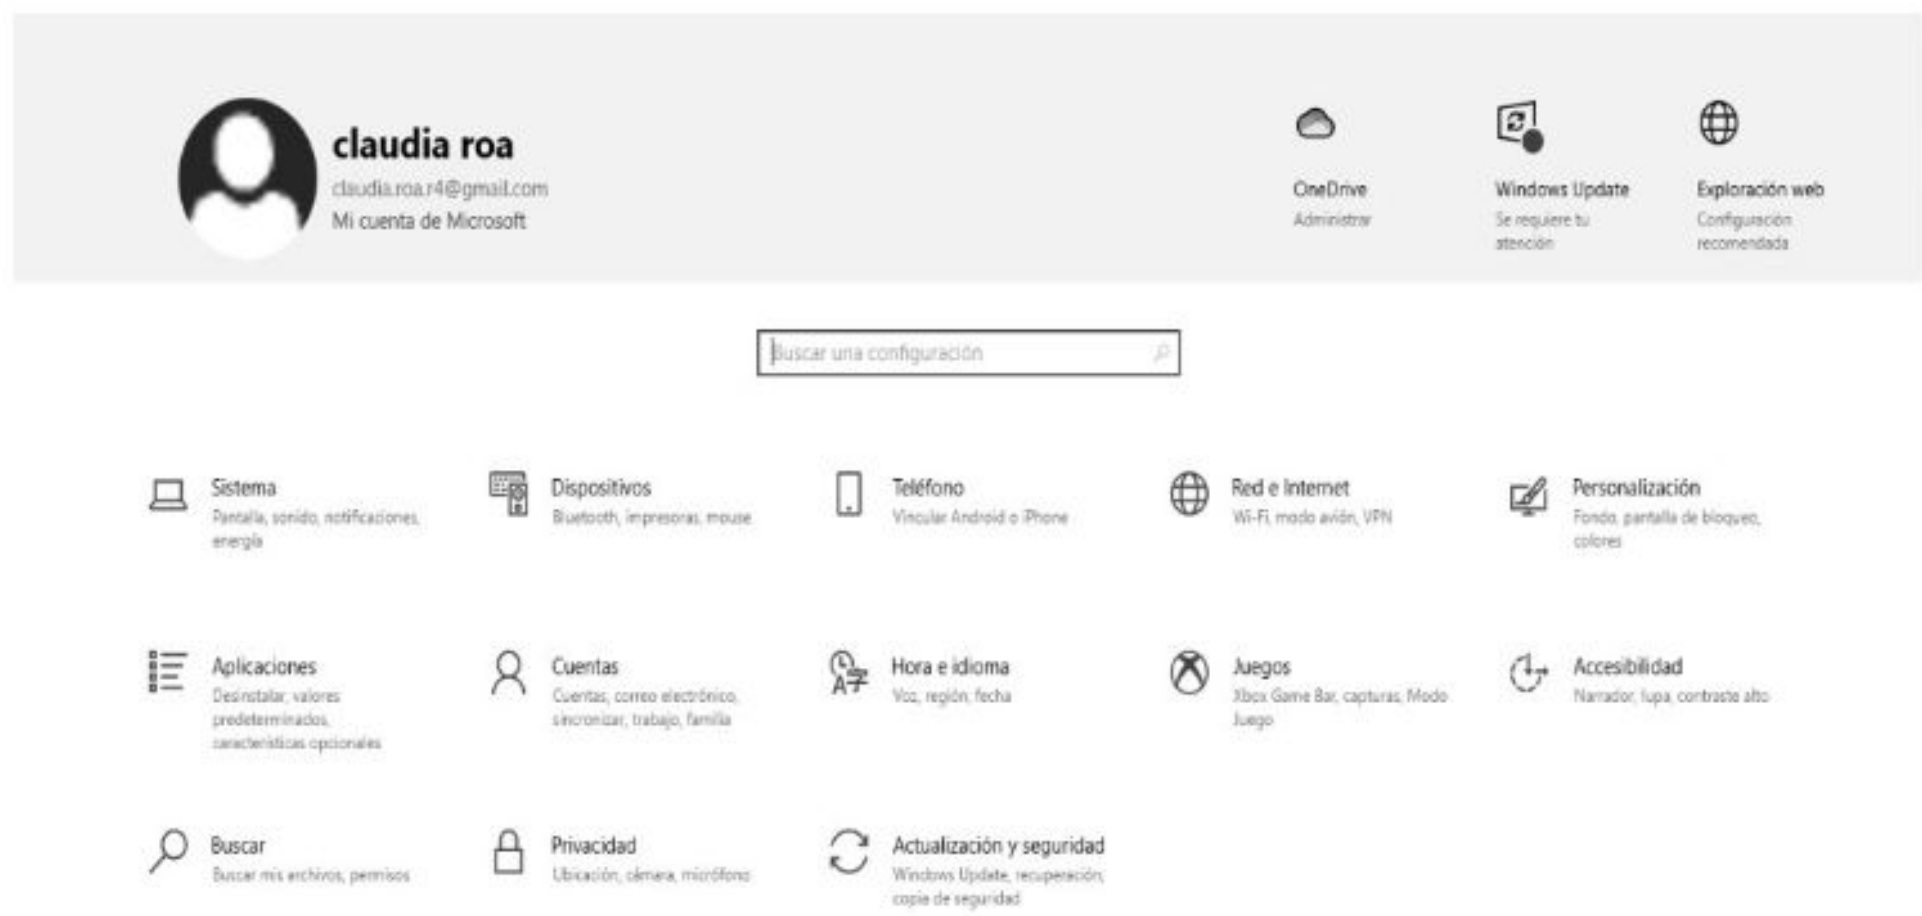 claudia roa
claudia.roa.r4@gmail.com
Mi cuenta de Microsoft
OneDrive
Administrar
Windows Update
Se requiere tu
atención
Exploración web
Configuración
recomendada
Buscar una configuración
Sistema
Pantalla, sonido, notificaciones,
energía
Dispositivos
Bluetooth, impresoras, mouse
Teléfono
Vincular Android o iPhone
Red e Internet
Wi-Fi, modo avión, VPN
Personalización
Fondo, pantalla de bloqueo,
colores
Aplicaciones
Desinstalar, valores
predeterminados,
características opcionales
Cuentas
Cuentas, correo electrónico,
sincronizar, trabajo, familia
Hora e idioma
Voz, región, fecha
Juegos
Xbox Game Bar, capturas, Modo
Juego
Accesibilidad
Narrador, lupa, contraste alto
Buscar
Buscar mis archivos, permisos
Privacidad
Ubicación, cámara, micrófono
Actualización y seguridad
Windows Update, recuperación,
copia de seguridad